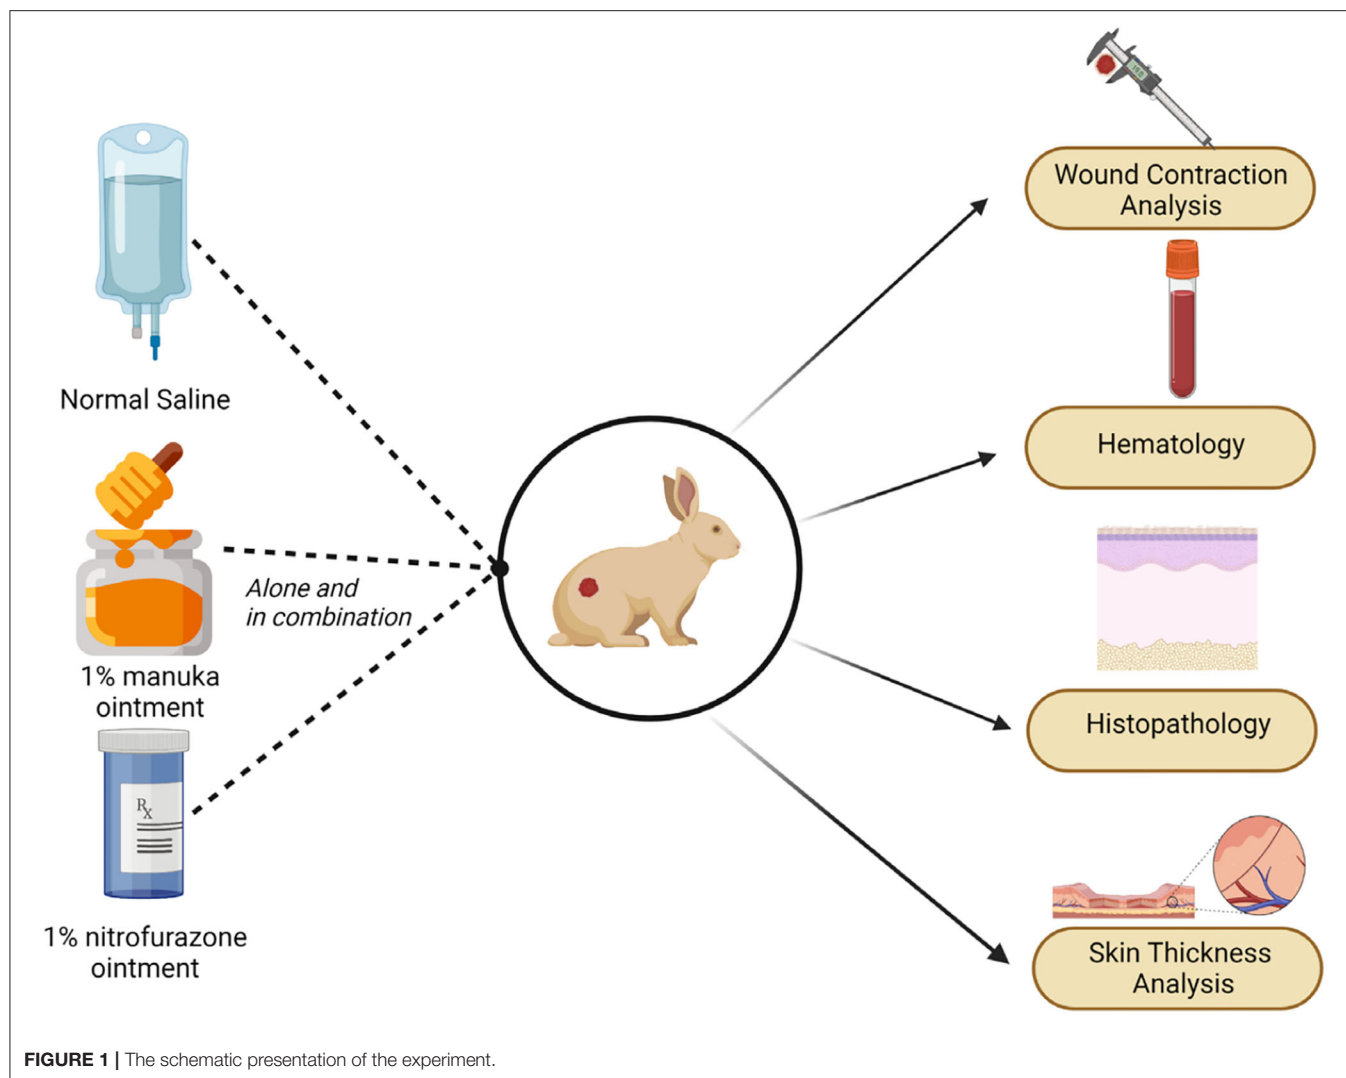 Normal Saline
1% manuka
ointment
Alone and
in combination
Rx
1% nitrofurazone
ointment
Wound Contraction
Analysis
Hematology
Histopathology
Skin Thickness
Analysis
FIGURE 1 | The schematic presentation of the experiment.